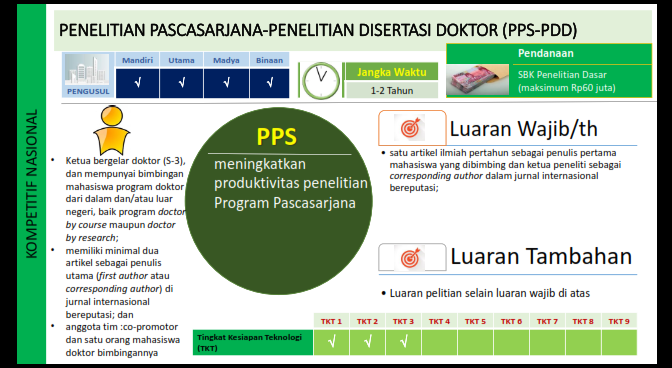 PENELITIAN PASCASARJANA-PENELITIAN DISERTASI DOKTOR (PPS-PDD)
KOMPETITIF NASIONAL
PENGUSUL
Mandiri Utama Madya Binaan
√ √ √ √
Jangka Waktu
1-2 Tahun
Pendanaan
SBK Penelitian Dasar
(maksimum Rp60 juta)
• Ketua bergelar doktor (S-3),
dan mempunyai bimbingan
mahasiswa program doktor
dari dalam dan/atau luar
negeri, baik program doctor
by course maupun doctor
by research;
• memiliki minimal dua
artikel sebagai penulis
utama (first author atau
corresponding author) di
jurnal internasional
bereputasi; dan
• anggota tim :co-promotor
dan satu orang mahasiswa
doktor bimbingannya
PPS
meningkatkan
produktivitas penelitian
Program Pascasarjana
Luaran Wajib/th
• satu artikel ilmiah pertahun sebagai penulis pertama
mahasiswa yang dibimbing dan ketua peneliti sebagai
corresponding author dalam jurnal internasional
bereputasi;
Luaran Tambahan
• Luaran pelitian selain luaran wajib di atas
TKT 1 TKT 2 TKT 3 TKT 4 TKT 5 TKT 6 TKT 7 TKT 8 TKT 9
Tingkat Kesiapan Teknologi
(TKT)
√ √ √